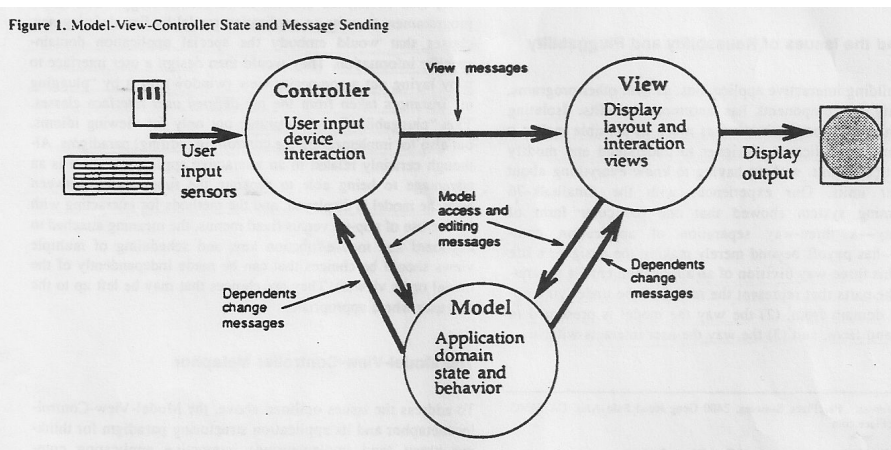 Figure 1. Model-View-Controller State and Message Sending
View messages
Controller
User input
device
interaction
View
Display
layout and
interaction
views
User
input
sensors
Display
output
Model
access and
editing
messages
Dependents
change
messages
Dependents
change
messages
Model
Application
domain
state and
behavior